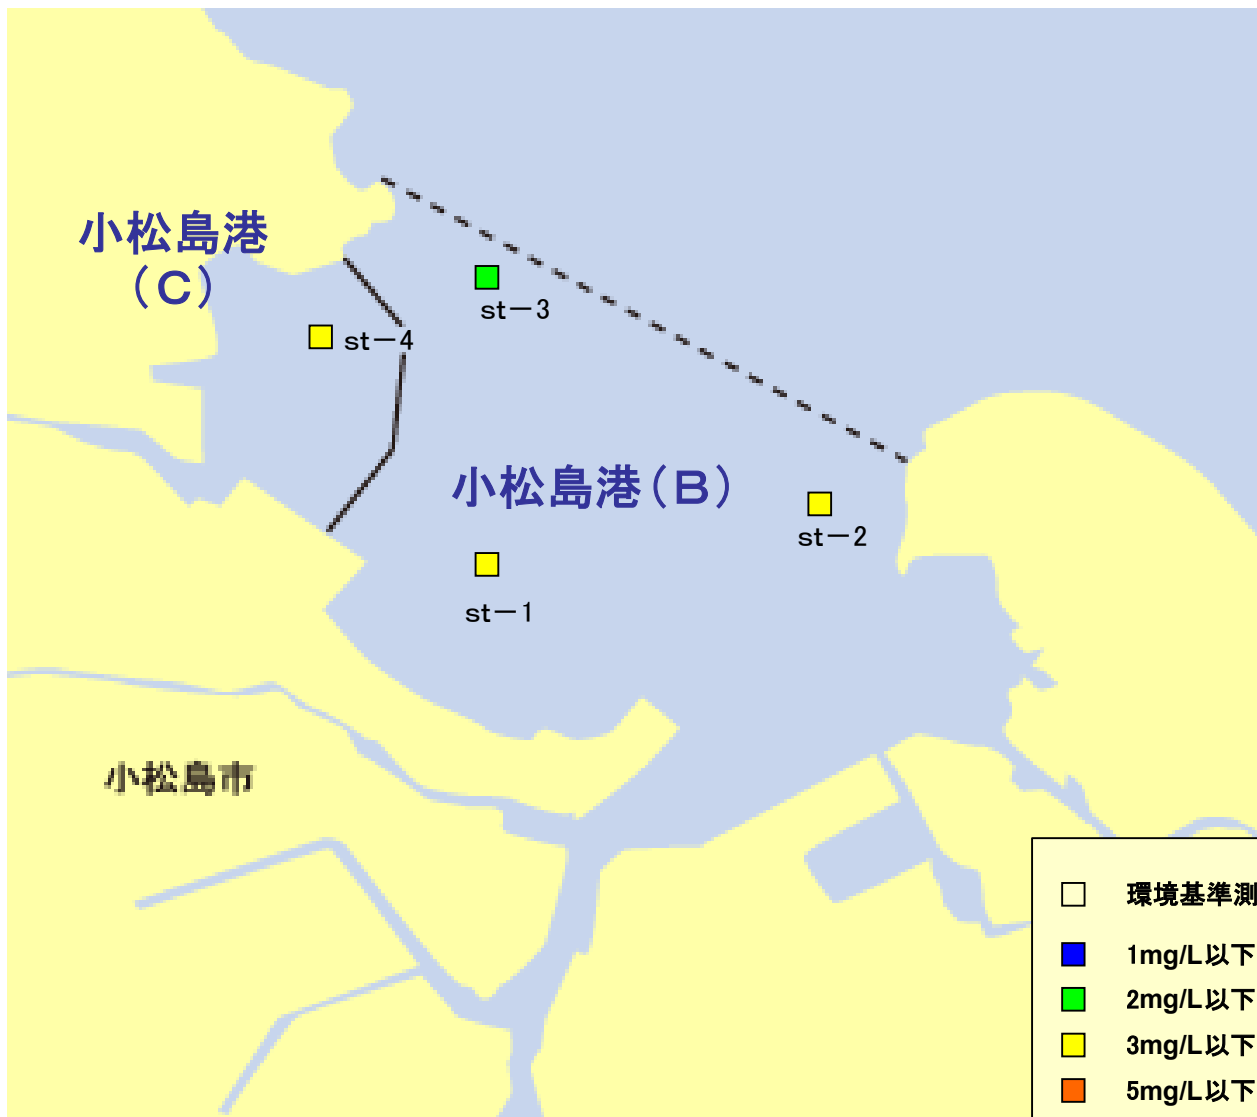 小松島港
（C）
st－3
st－4
小松島港（B）
st－2
st－1
小松島市
環境基準測
1mg/L以下
2mg/L以下
3mg/L以下
5mg/L以下